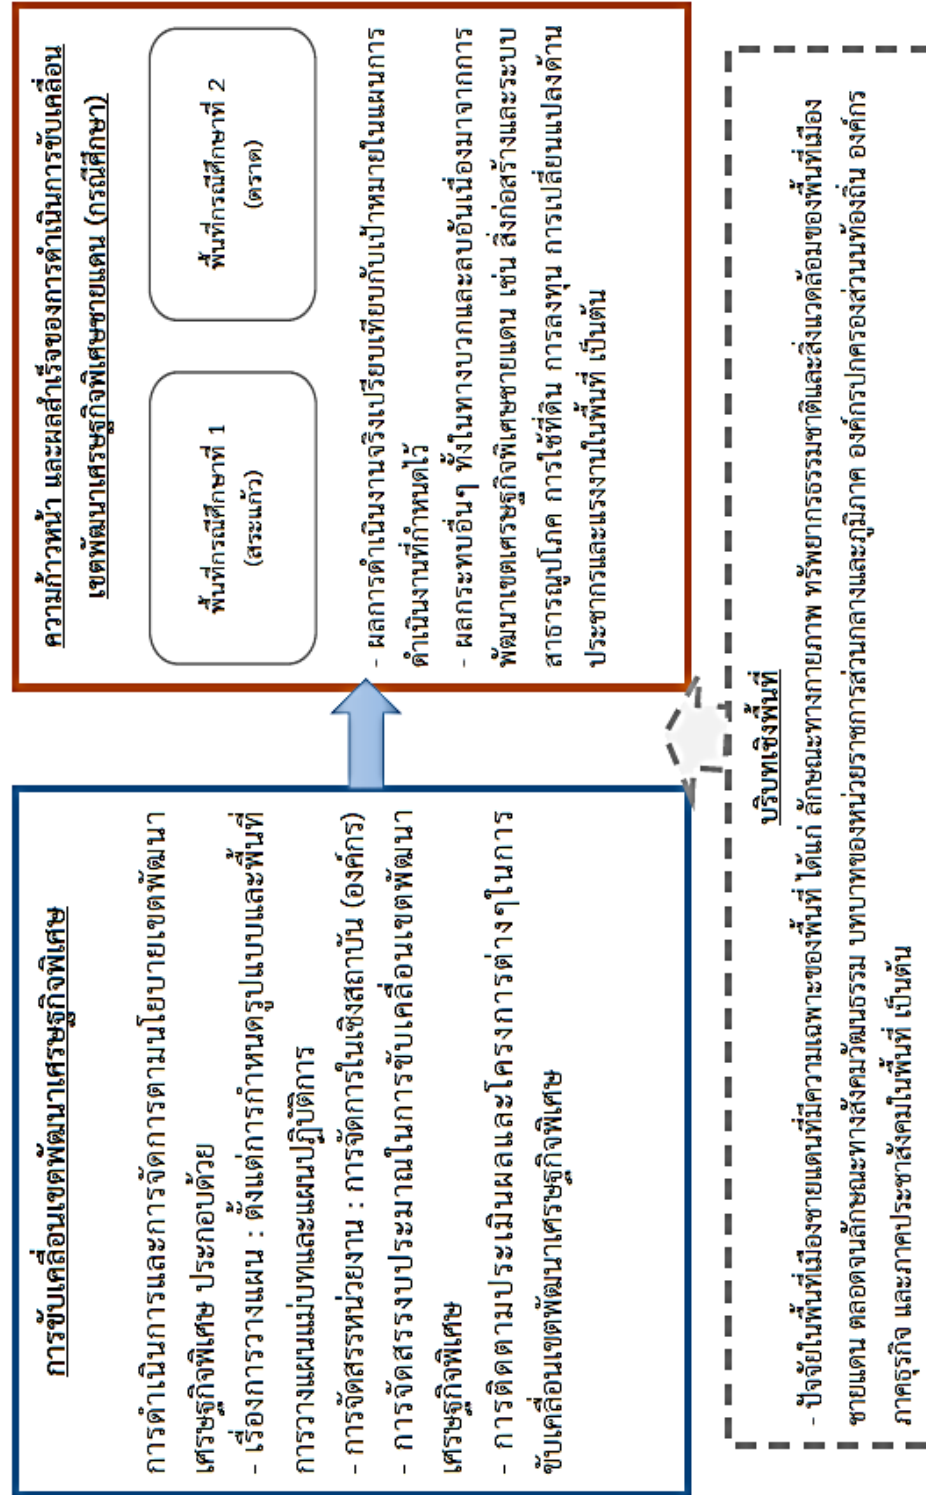 การขับเคลื่อนเขตพัฒนาเศรษฐกิจพิเศษ
การดำเนินการและการจัดการตามนโยบายเขตพัฒนา
เศรษฐกิจพิเศษ ประกอบด้วย
- เรื่องการวางแผน : ตั้งแต่การกำหนดรูปแบบและพื้นที่
การวางแผนแม่บทและแผนปฏิบัติการ
- การจัดสรรหน่วยงาน : การจัดการในเชิงสถาบัน (องค์กร)
- การจัดสรรงบประมาณในการขับเคลื่อนเขตพัฒนา
เศรษฐกิจพิเศษ
- การติดตามประเมินผลและโครงการต่างๆในการ
ขับเคลื่อนเขตพัฒนาเศรษฐกิจพิเศษ
ความก้าวหน้า และผลสำเร็จของการดำเนินการขับเคลื่อน
เขตพัฒนาเศรษฐกิจพิเศษชายแดน (กรณีศึกษา)
พื้นที่กรณีศึกษาที่ 1
(สระแก้ว)
พื้นที่กรณีศึกษาที่ 2
(ตราด)
- ผลการดำเนินงานจริงเปรียบเทียบกับเป้าหมายในแผนการ
ดำเนินงานที่กำหนดไว้
- ผลกระทบอื่นๆ ทั้งในทางบวกและลบอันเนื่องมาจากการ
พัฒนาเขตเศรษฐกิจพิเศษชายแดน เช่น สิ่งก่อสร้างและระบบ
สาธารณูปโภค การใช้ที่ดิน การลงทุน การเปลี่ยนแปลงด้าน
ประชากรและแรงงานในพื้นที่ เป็นต้น
บริบทเชิงพื้นที่
- ปัจจัยในพื้นที่เมืองชายแดนที่มีความเฉพาะของพื้นที่ ได้แก่ ลักษณะทางกายภาพ ทรัพยากรธรรมชาติและสิ่งแวดล้อมของพื้นที่เมือง
ชายแดน ตลอดจนลักษณะทางสังคมวัฒนธรรม บทบาทของหน่วยราชการส่วนกลางและภูมิภาค องค์กรปกครองส่วนนท้องถิ่น องค์กร
ภาคธุรกิจ และภาคประชาสังคมในพื้นที่ เป็นต้น